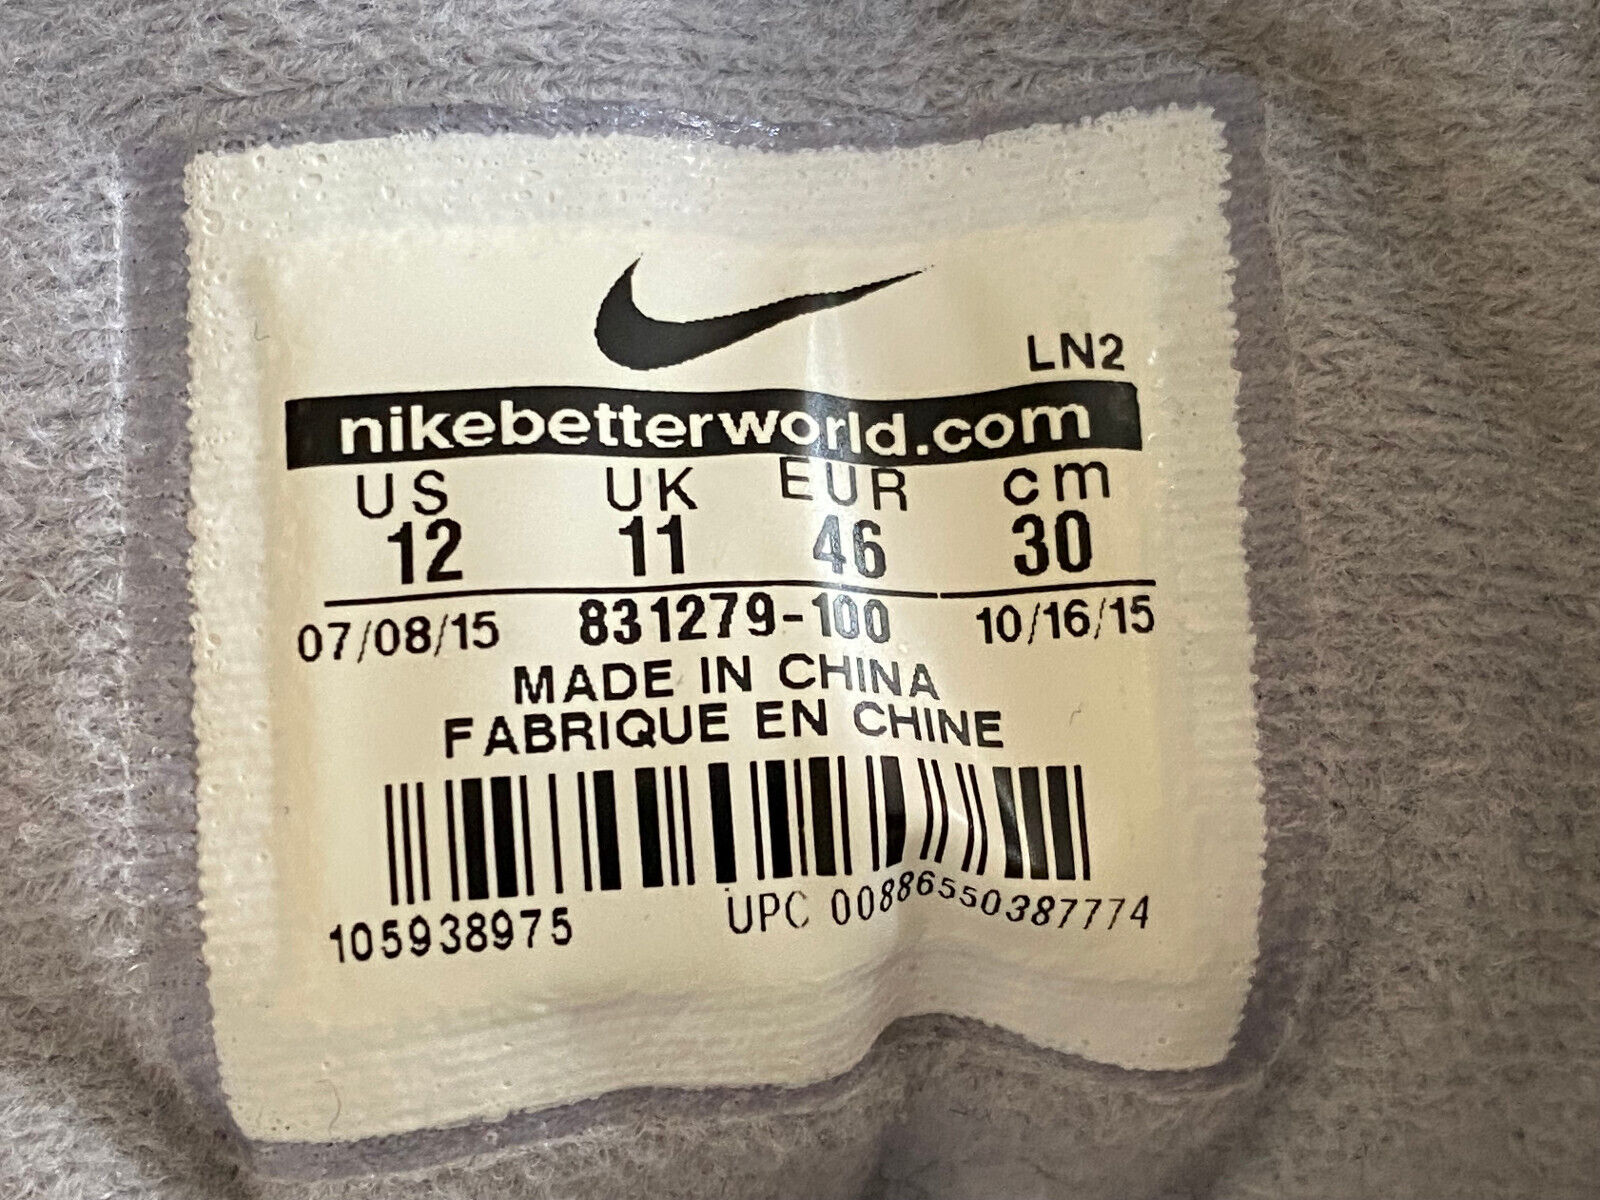 LN2
nikebetterworld.com
US UK EUR cm
12 11 46 30
07/08/15 831279-100 10/16/15
MADE IN CHINA
FABRIQUE EN CHINE
105938975 UPC 00886550387774